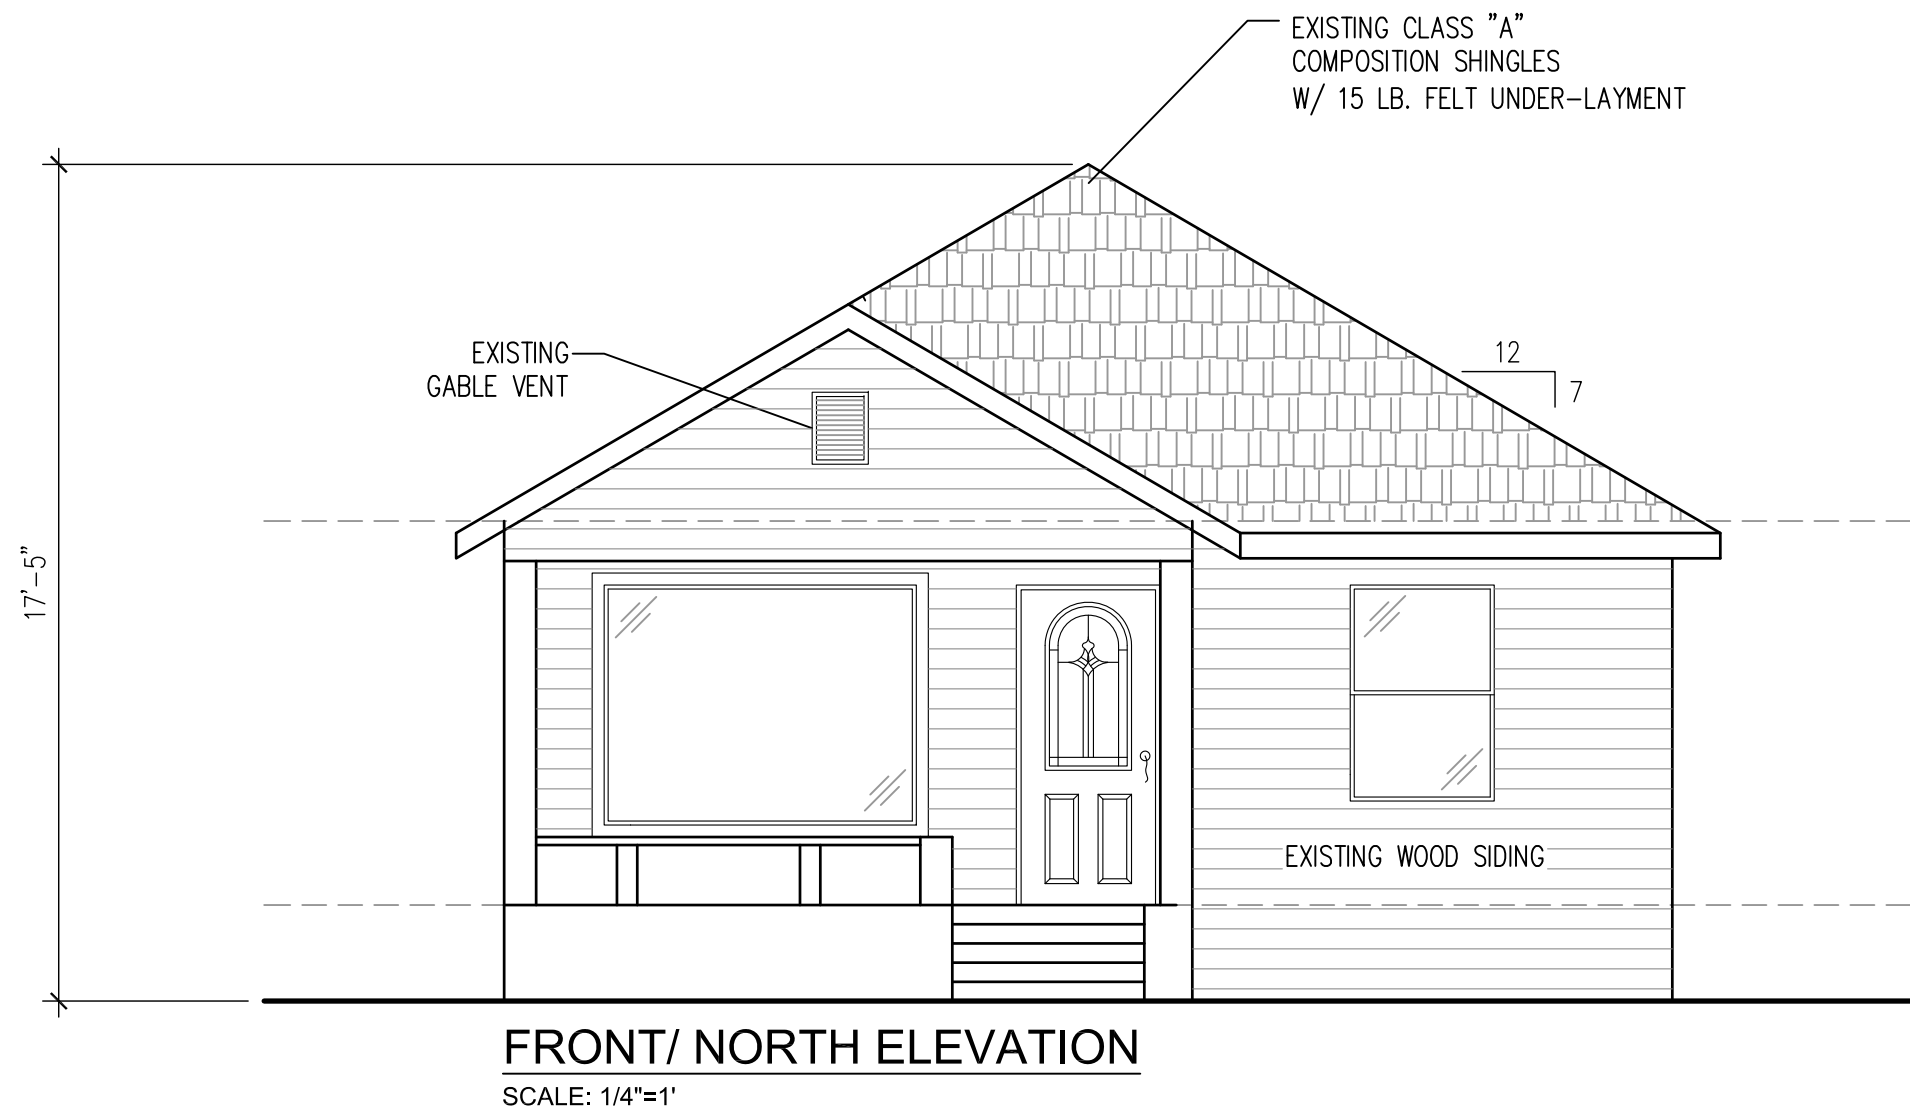 EXISTING CLASS "A"
COMPOSITION SHINGLES
W/ 15 LB. FELT UNDER-LAYMENT
EXISTING
GABLE VENT
12
7
17'-5"
EXISTING WOOD SIDING
FRONT/ NORTH ELEVATION
SCALE: 1/4"=1'